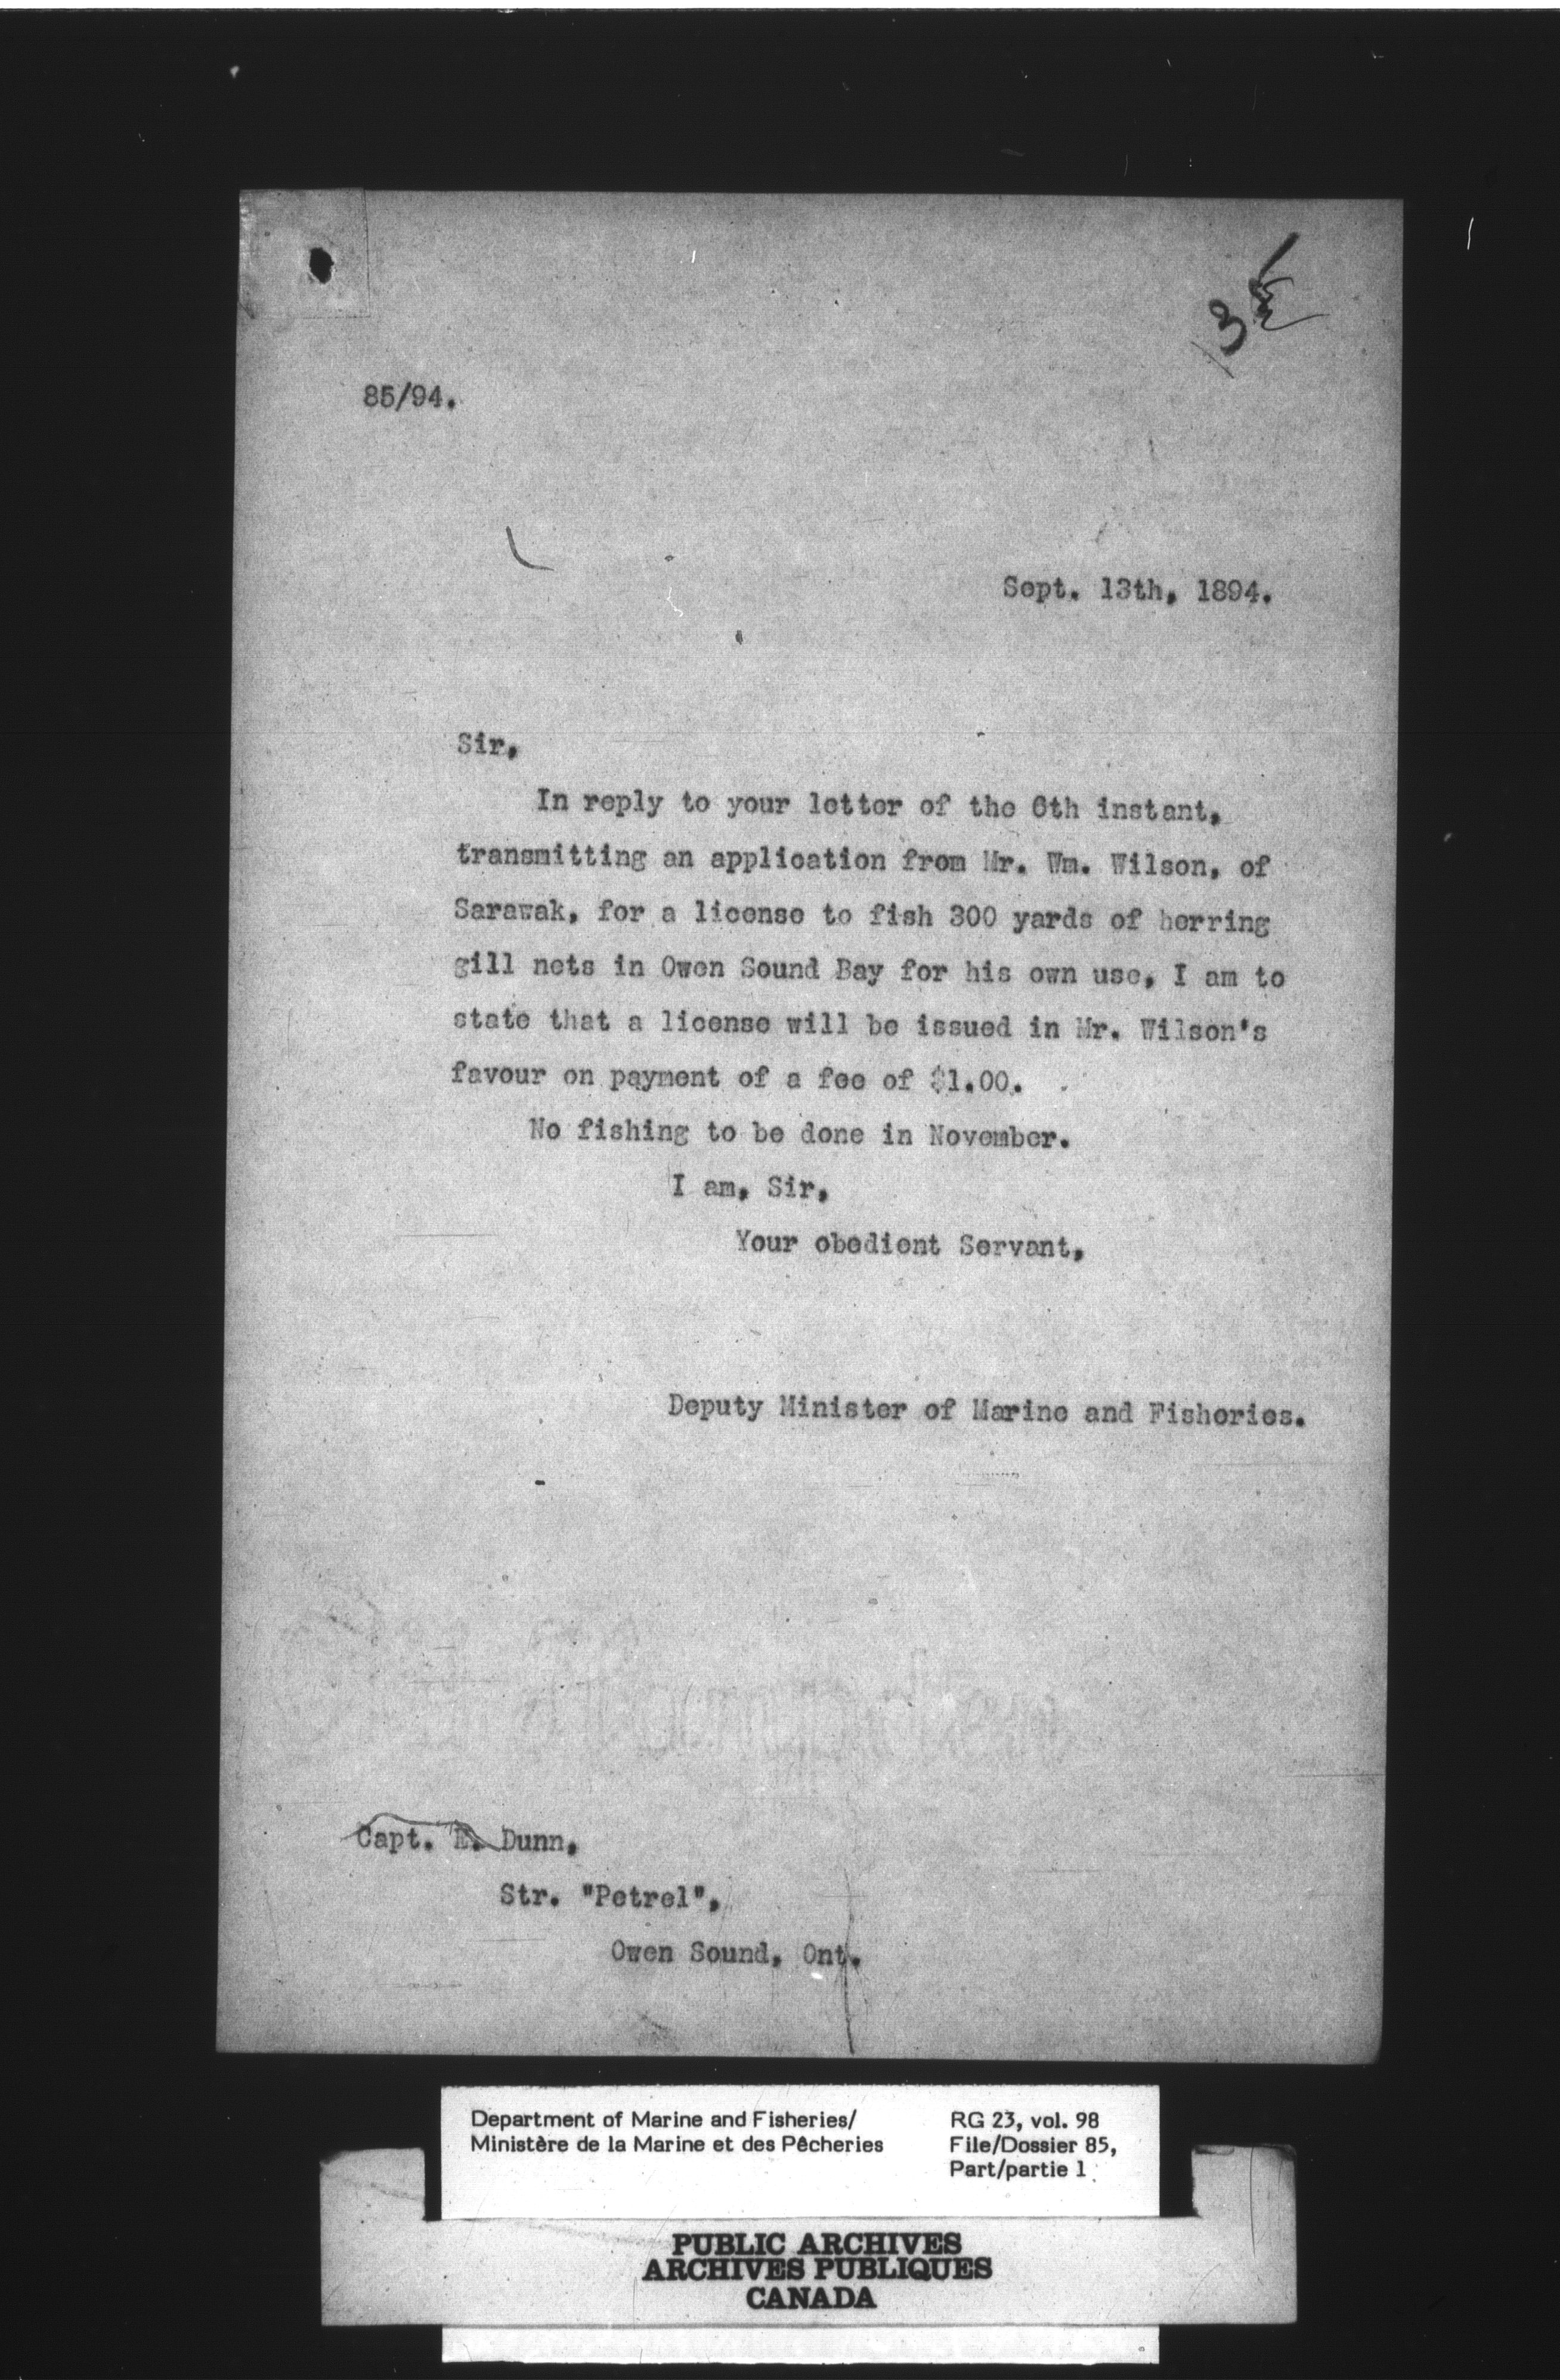 85/94.
Sept. 13th, 1894.
Sir,
In reply to your letter of the 6th instant,
transmitting an application from Mr. Wm. Wilson, of
Sarawak, for a license to fish 300 yards of herring
gill nets in Owen Sound Bay for his own use, I am to
state that a license will be issued in Mr. Wilson's
favour on payment of a fee of $1.00.
No fishing to be done in November.
I am, Sir,
Your obedient Servant,
Deputy Minister of Marine and Fisheries.
Capt. E. Dunn,
Str. "Petrel",
Owen Sound, Ont.
Department of Marine and Fisheries/
Ministère de la Marine et des Pêcheries
RG 23, vol. 98
File/Dossier 85,
Part/partie 1
PUBLIC ARCHIVES
ARCHIVES PUBLIQUES
CANADA